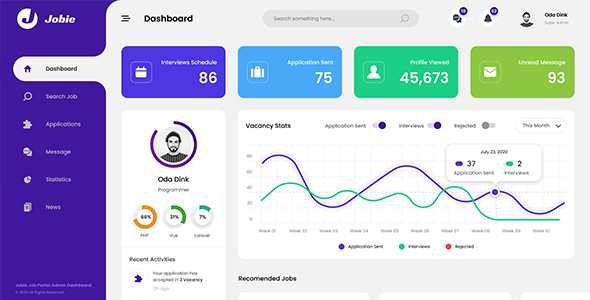 Jobie
Dashboard
Search something here...
18
52
Oda Dink
Super Admin
Dashboard
Search Job
Applications
Message
Statistics
News
Jobie Job Portal Admin Dashboard
© 2020 All Rights Reserved
Interviews Schedule
86
Application Sent
75
Profile Viewed
45,673
Unread Message
93
Oda Dink
Programmer
66%
31%
7%
PHP
Vue
Laravel
Recent Activities
Your application has
accepted in 3 Vacancy
Vacancy Stats
Application Sent
Interviews
Rejected
This Month
80
60
40
20
0
July 23, 2020
37
Application Sent
2
Interviews
Week 01
Week 02
Week 03
Week 04
Week 05
Week 06
Week 07
Week 08
Week 09
Week 10
Application Sent
Interviews
Rejected
Recomended Jobs